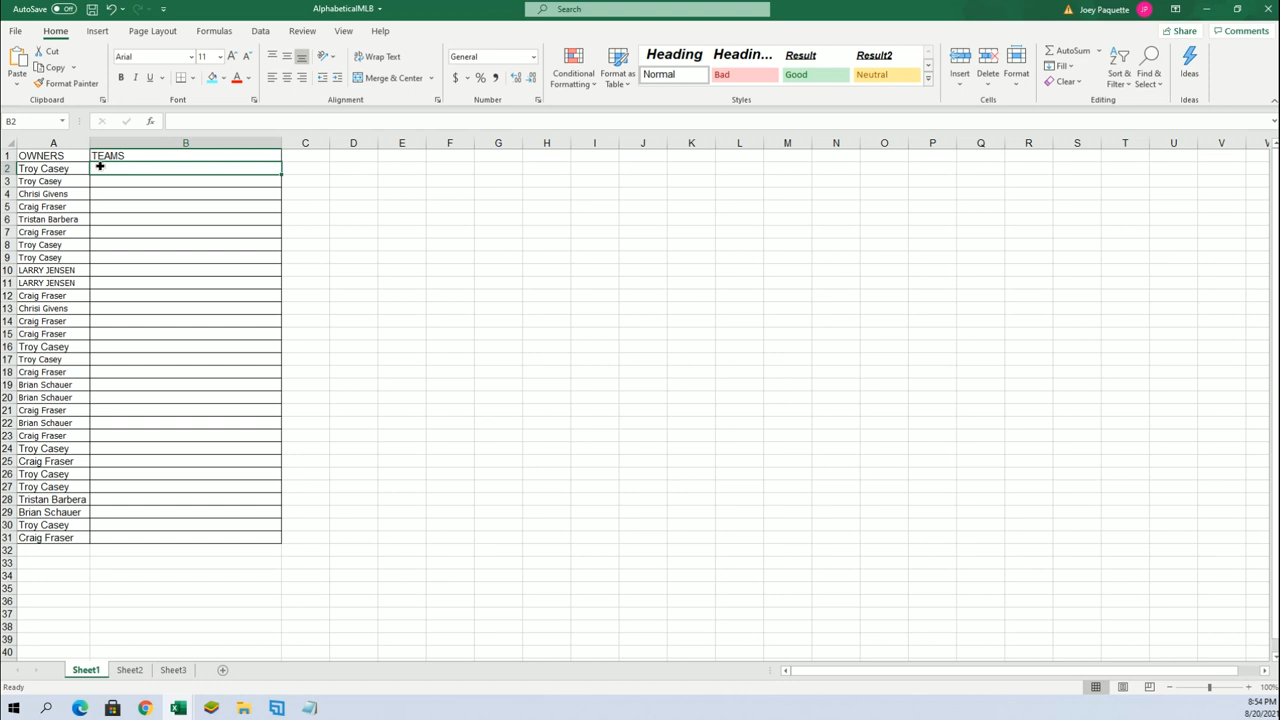 AutoSave Off AlphabeticalMLB Search Joey Paquette JP
File Home Insert Page Layout Formulas Data Review View Help Share Comments
Paste Cut Copy Format Painter Clipboard
Arial 11 A A B I U A Font
Wrap Text Merge & Center Alignment
General $ % Number
Conditional Formatting Format as Table
Heading Headin... Result Result2
Normal Bad Good Neutral
Styles
Insert Delete Format Cells
AutoSum Fill Clear Sort & Filter Find & Select Editing
Ideas Ideas
B2 fx
A B C D E F G H I J K L M N O P Q R S T U V W
1 OWNERS TEAMS
2 Troy Casey
3 Troy Casey
4 Chrisi Givens
5 Craig Fraser
6 Tristan Barbera
7 Craig Fraser
8 Troy Casey
9 Troy Casey
10 LARRY JENSEN
11 LARRY JENSEN
12 Craig Fraser
13 Chrisi Givens
14 Craig Fraser
15 Craig Fraser
16 Troy Casey
17 Troy Casey
18 Craig Fraser
19 Brian Schauer
20 Brian Schauer
21 Craig Fraser
22 Brian Schauer
23 Craig Fraser
24 Troy Casey
25 Craig Fraser
26 Troy Casey
27 Troy Casey
28 Tristan Barbera
29 Brian Schauer
30 Troy Casey
31 Craig Fraser
32
33
34
35
36
37
38
39
40
Sheet1 Sheet2 Sheet3
Ready 100%
8:54 PM